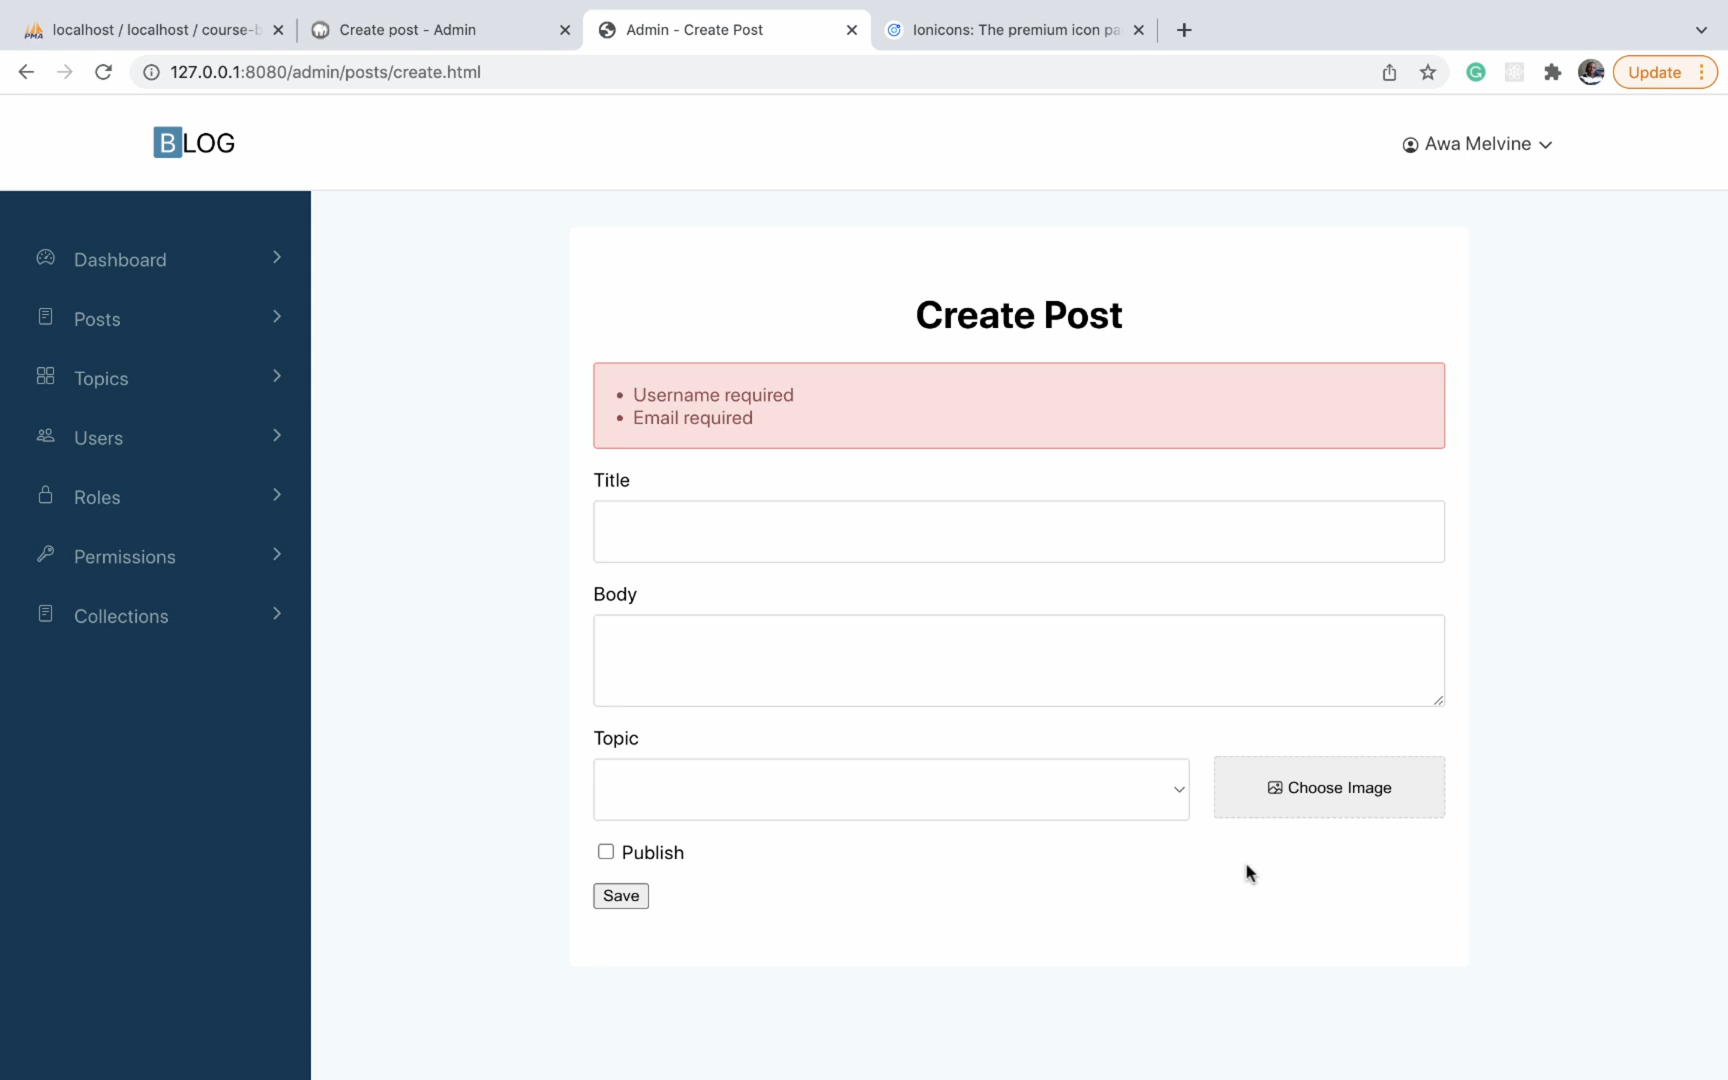 localhost / localhost / course-b
Create post - Admin
Admin - Create Post
Ionicons: The premium icon pa
127.0.0.1:8080/admin/posts/create.html
Update
BLOG
Awa Melvine
Dashboard
Posts
Topics
Users
Roles
Permissions
Collections
Create Post
• Username required
• Email required
Title
Body
Topic
Choose Image
Publish
Save